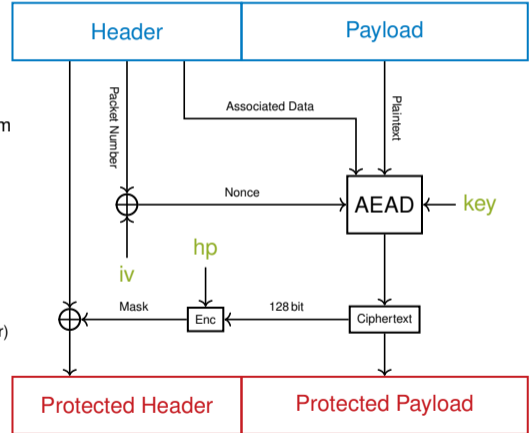 Header
Payload
Packet Number
Associated Data
Plaintext
m
Nonce
AEAD
key
iv
hp
Mask
Enc
128 bit
Ciphertext
r)
Protected Header
Protected Payload